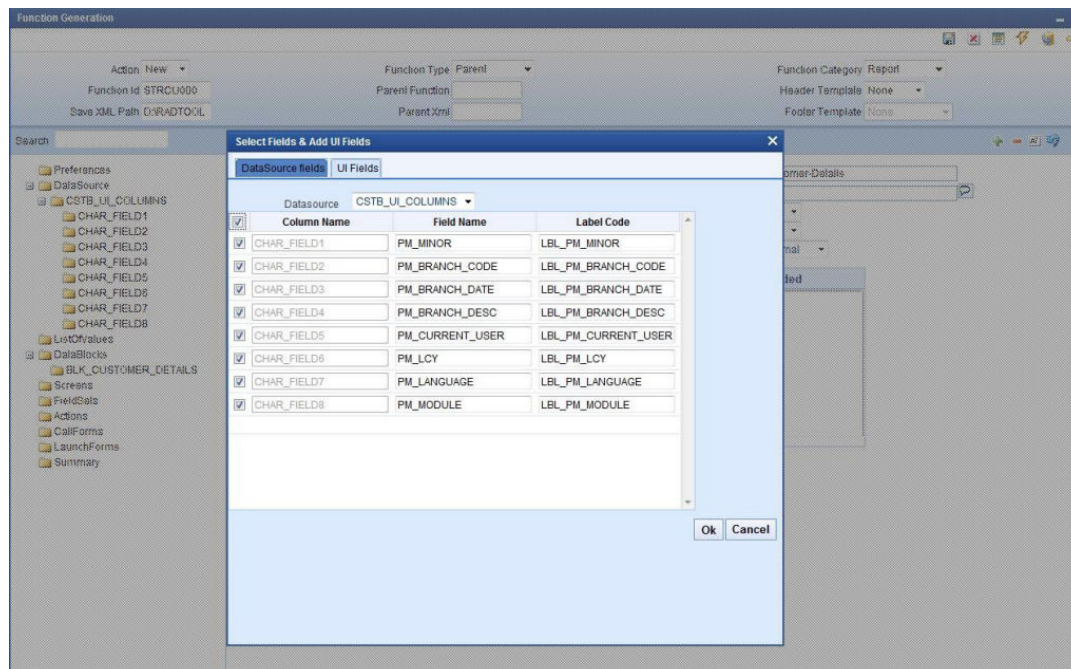 Function Generation
Action New
Function Type Parent
Function Category Report
Function Id STRCU000
Parent Function
Header Template None
Save XML Path D:\RADTOOL
Parent Xml
Footer Template None
Search
Preferences
DataSource
CSTB_UI_COLUMNS
CHAR_FIELD1
CHAR_FIELD2
CHAR_FIELD3
CHAR_FIELD4
CHAR_FIELD5
CHAR_FIELD6
CHAR_FIELD7
CHAR_FIELD8
ListOfValues
DataBlocks
BLK_CUSTOMER_DETAILS
Screens
FieldSets
Actions
CallForms
LaunchForms
Summary
Select Fields & Add UI Fields
DataSource fields UI Fields
Datasource CSTB_UI_COLUMNS
Column Name Field Name Label Code
CHAR_FIELD1 PM_MINOR LBL_PM_MINOR
CHAR_FIELD2 PM_BRANCH_CODE LBL_PM_BRANCH_CODE
CHAR_FIELD3 PM_BRANCH_DATE LBL_PM_BRANCH_DATE
CHAR_FIELD4 PM_BRANCH_DESC LBL_PM_BRANCH_DESC
CHAR_FIELD5 PM_CURRENT_USER LBL_PM_CURRENT_USER
CHAR_FIELD6 PM_LCY LBL_PM_LCY
CHAR_FIELD7 PM_LANGUAGE LBL_PM_LANGUAGE
CHAR_FIELD8 PM_MODULE LBL_PM_MODULE
Ok Cancel
omer-Details
mal
ded